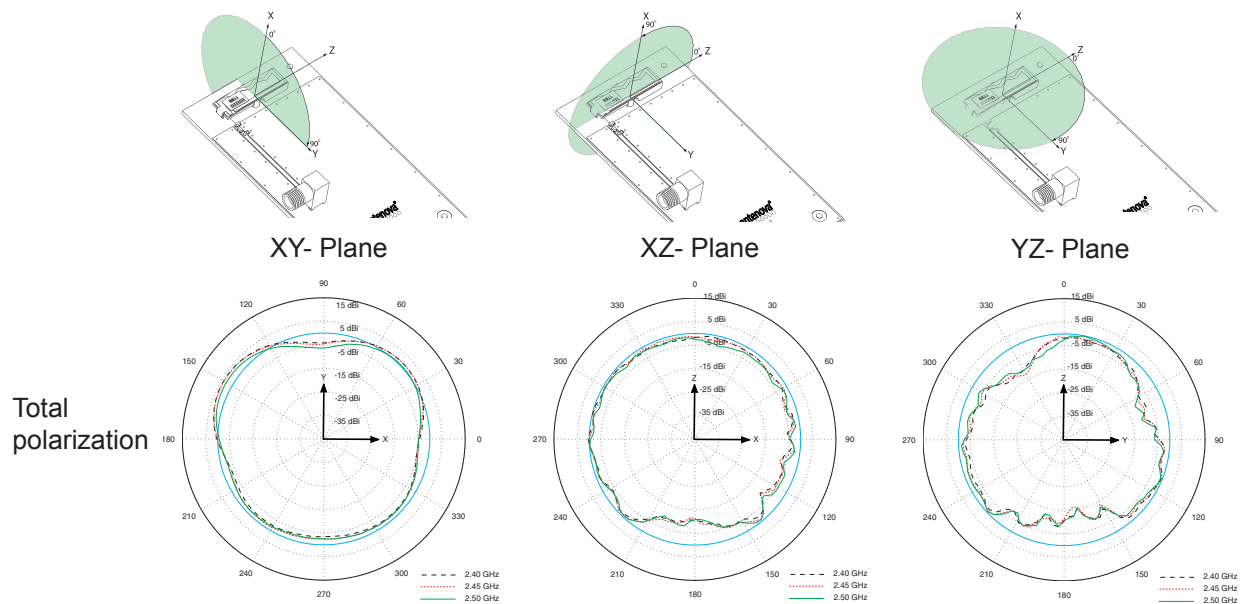 X
0°
Z
90°
Y
X
90°
Z
0°
Y
X
Z
0°
90°
Y
XY- Plane
XZ- Plane
YZ- Plane
Total
polarization
90
120
60
150
30
180
0
210
330
240
300
270
15 dBi
5 dBi
-5 dBi
-15 dBi
-25 dBi
-35 dBi
Y
X
2.40 GHz
2.45 GHz
2.50 GHz
0
330
30
300
60
270
90
240
120
150
180
15 dBi
5 dBi
-5 dBi
-15 dBi
-25 dBi
-35 dBi
Z
X
2.40 GHz
2.45 GHz
2.50 GHz
0
330
30
300
60
270
90
240
120
150
180
15 dBi
5 dBi
-5 dBi
-15 dBi
-25 dBi
-35 dBi
Z
Y
2.40 GHz
2.45 GHz
2.50 GHz